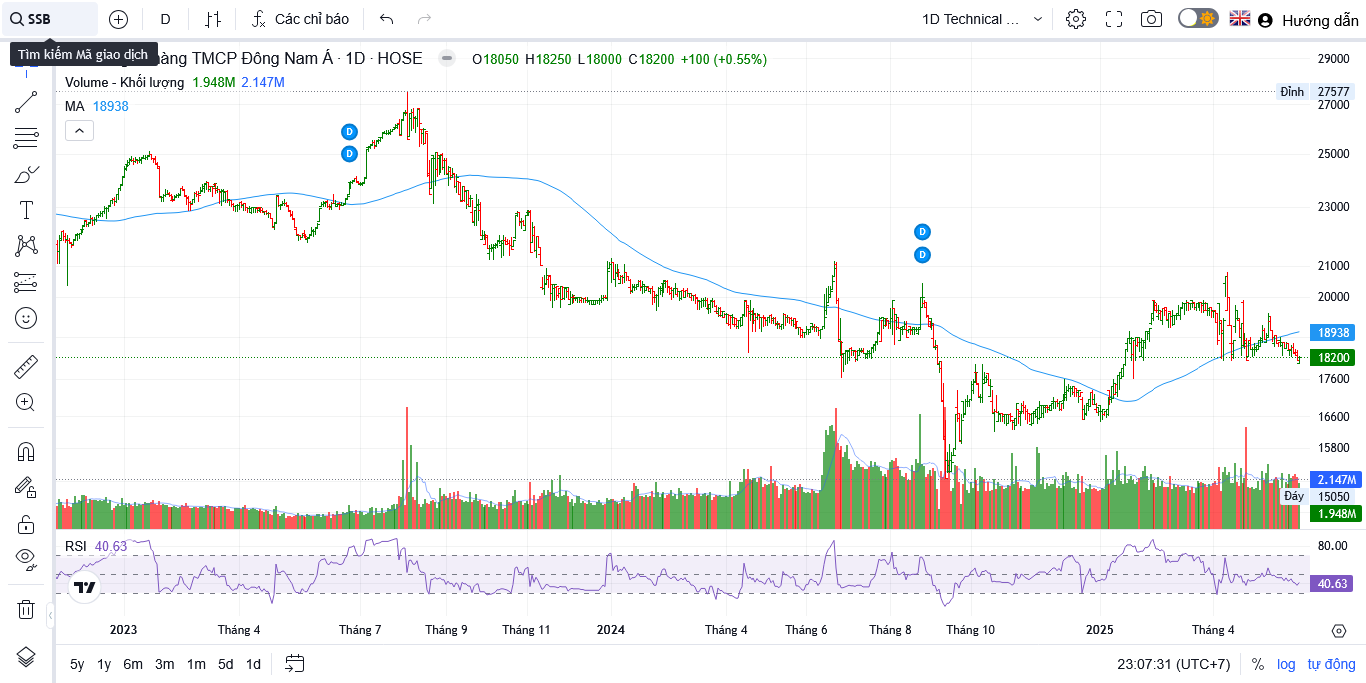 SSB D Các chỉ báo 1D Technical ... Hướng dẫn
Tìm kiếm Mã giao dịch
hàng TMCP Đông Nam Á · 1D · HOSE O18050 H18250 L18000 C18200 +100 (+0.55%)
Volume - Khối lượng 1.948M 2.147M
MA 18938
29000
Đỉnh 27577
27000
25000
23000
21000
20000
18938
18200
17600
16600
15800
2.147M
Đáy 15050
1.948M
D
D
D
D
RSI 40.63
80.00
40.63
2023 Tháng 4 Tháng 7 Tháng 9 Tháng 11 2024 Tháng 4 Tháng 6 Tháng 8 Tháng 10 2025 Tháng 4
5y 1y 6m 3m 1m 5d 1d 23:07:31 (UTC+7) % log tự động